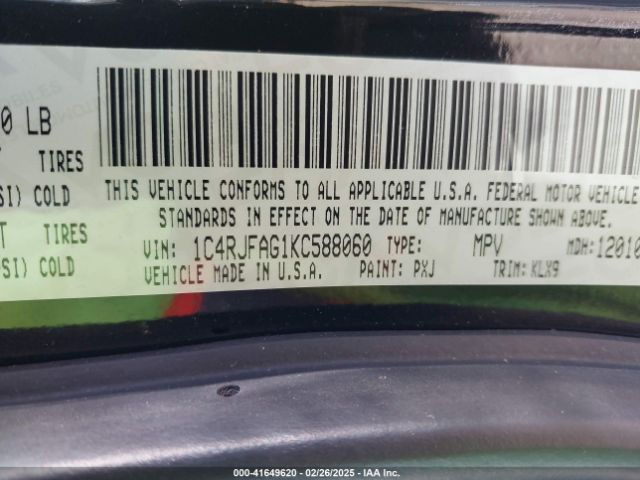 0 LB
TIRES
SI) COLD
TIRES
SI) COLD
THIS VEHICLE CONFORMS TO ALL APPLICABLE U.S.A. FEDERAL MOTOR VEHICLE
STANDARDS IN EFFECT ON THE DATE OF MANUFACTURE SHOWN ABOVE.
VIN: 1C4RJFAG1KC588060 TYPE: MPV MDH: 12010
VEHICLE MADE IN U.S.A. PAINT: PXJ TRIM: KLX9
000-41649620 - 02/26/2025 - IAA Inc.